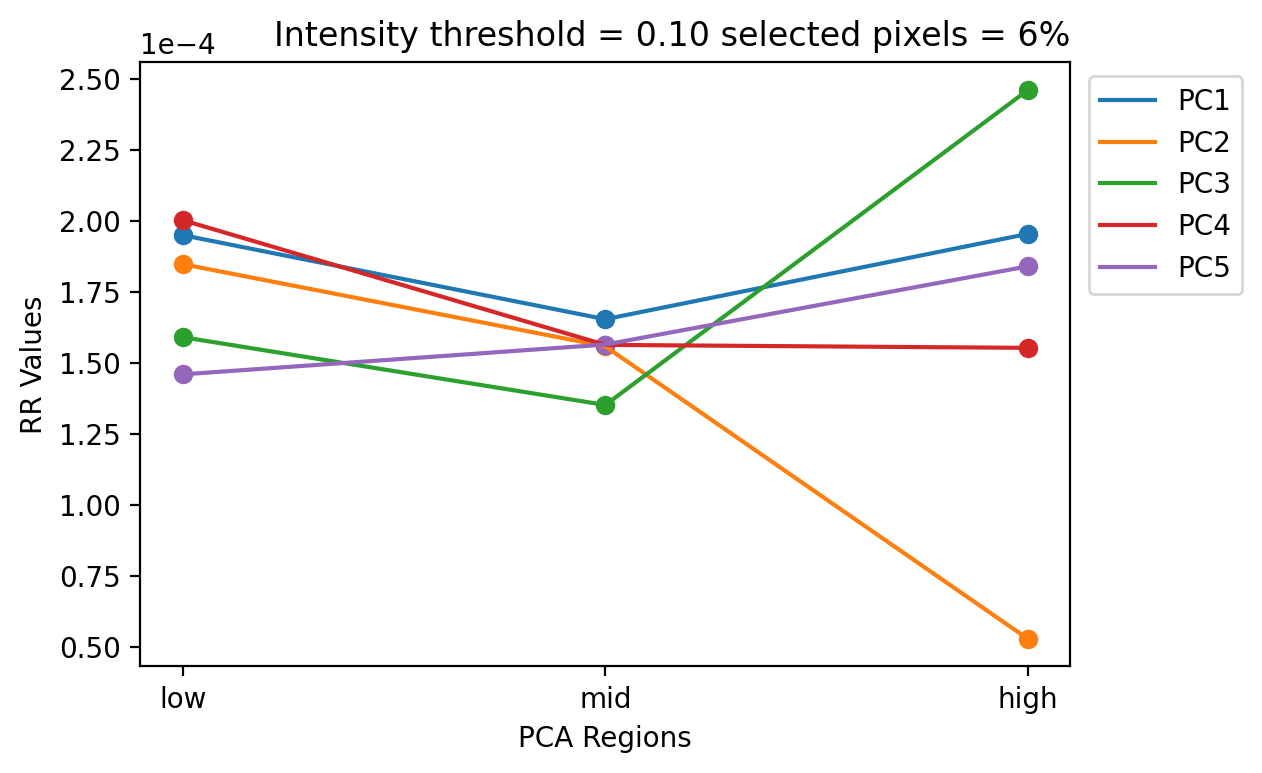 Intensity threshold = 0.10 selected pixels = 6%
1e−4
2.50
2.25
2.00
1.75
1.50
1.25
1.00
0.75
0.50
RR Values
low mid high
PCA Regions
PC1
PC2
PC3
PC4
PC5